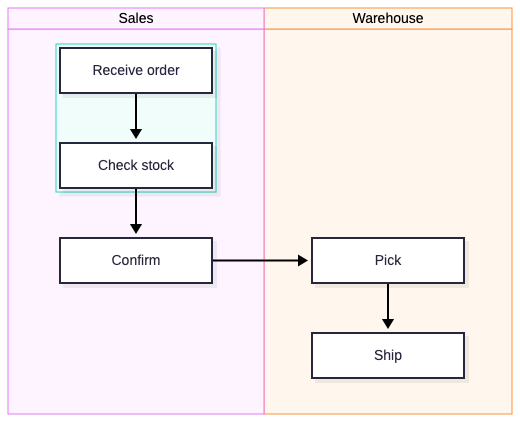 Sales
Warehouse
Receive order
Check stock
Confirm
Pick
Ship